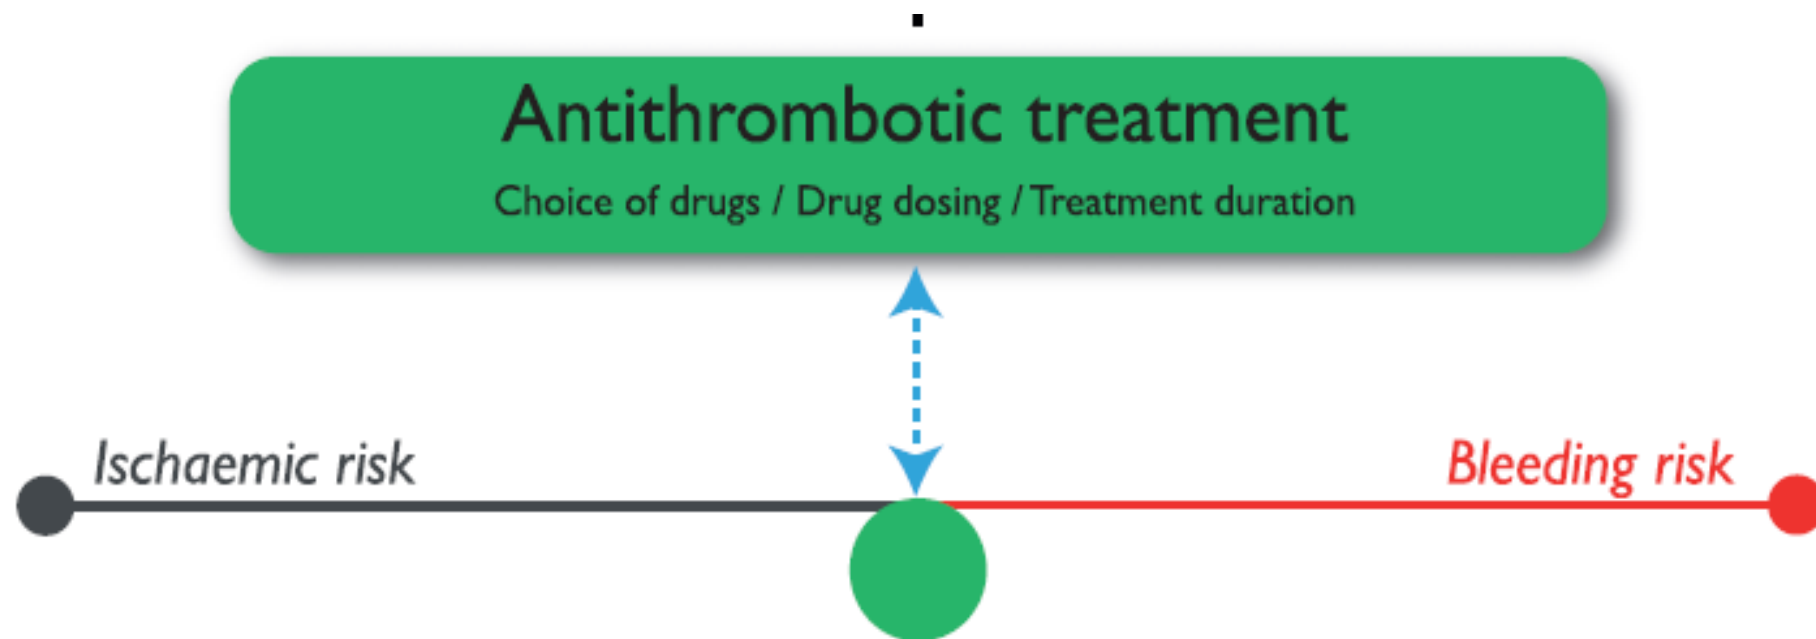 Antithrombotic treatment
Choice of drugs / Drug dosing / Treatment duration
Ischaemic risk
Bleeding risk